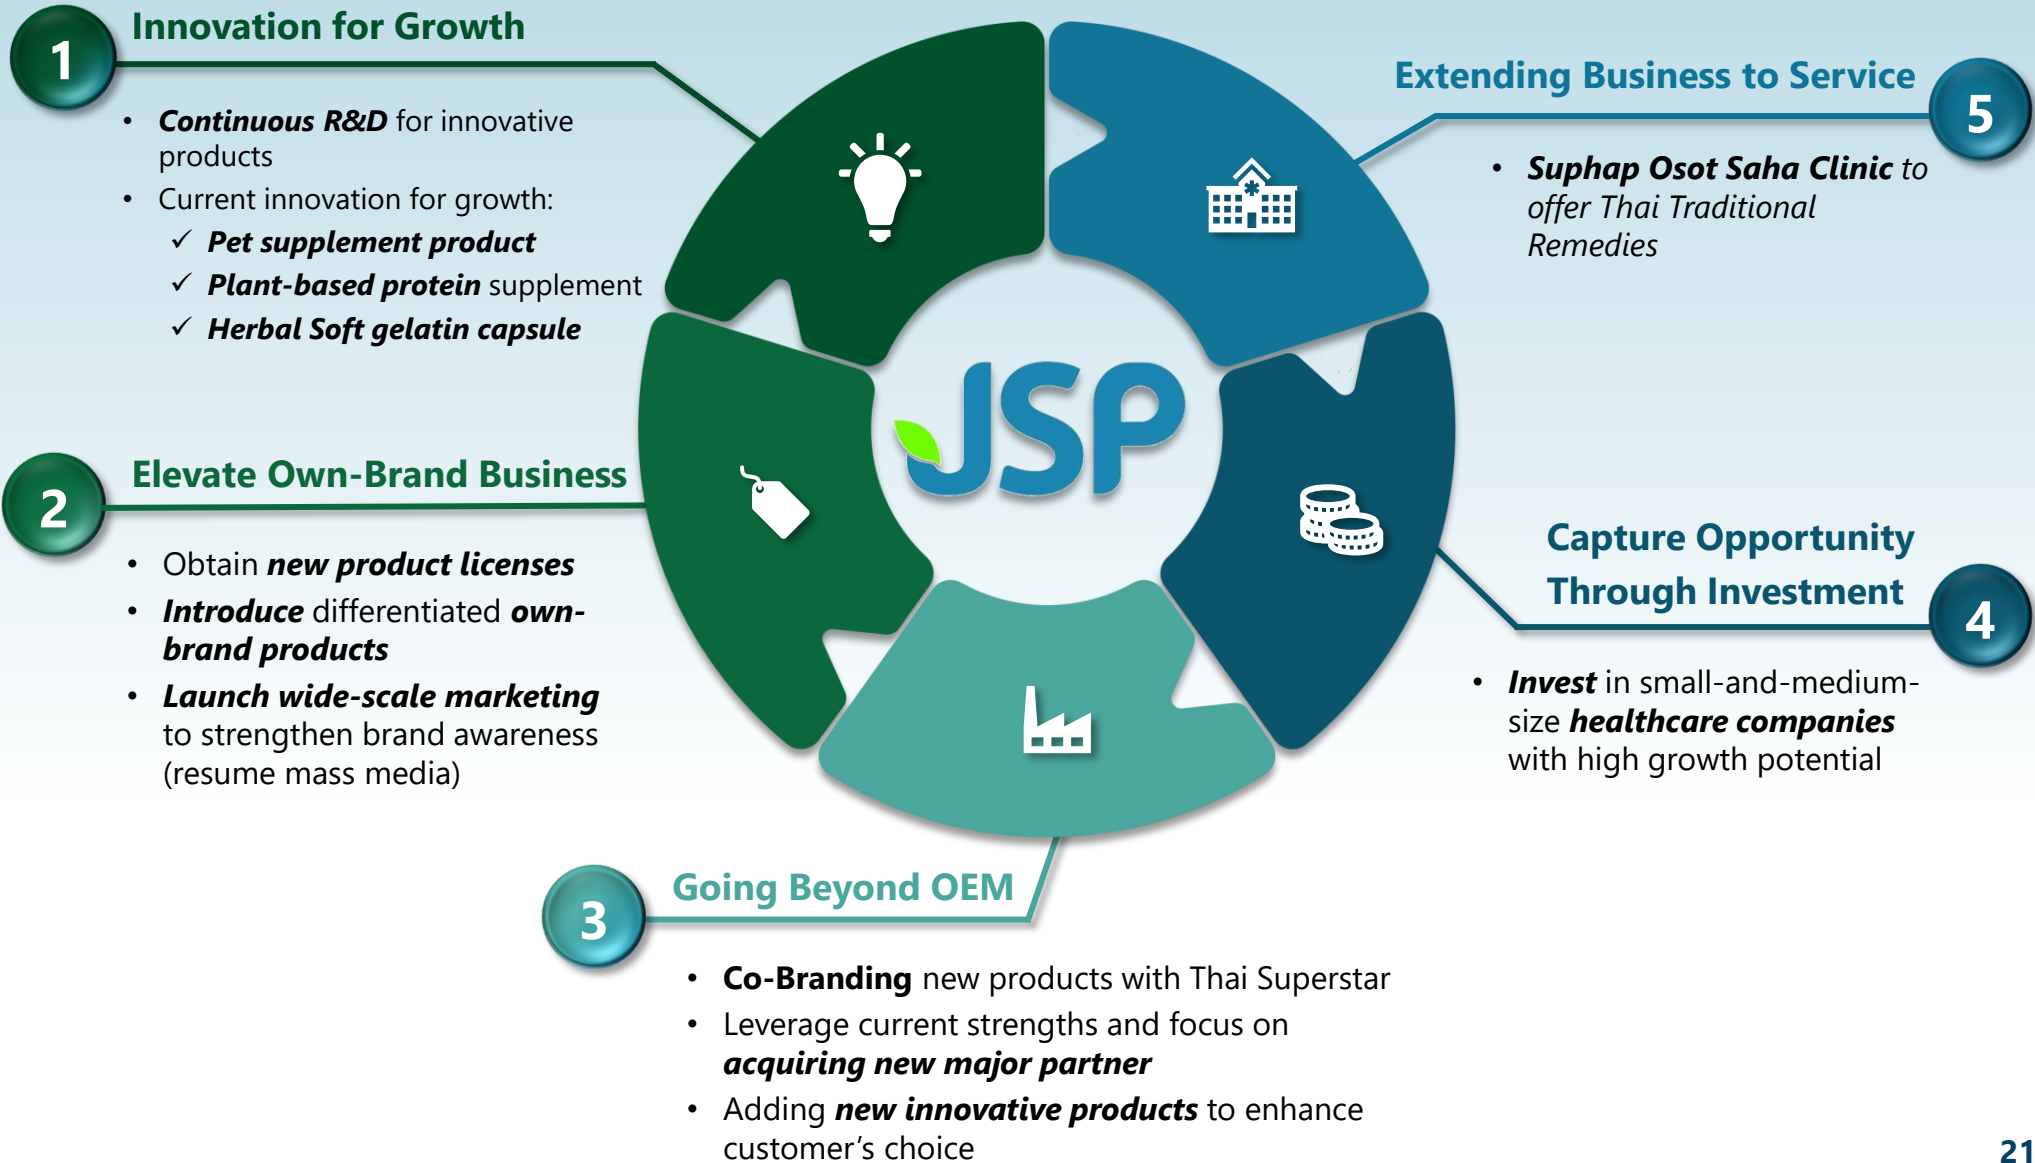 1
Innovation for Growth
• Continuous R&D for innovative
products
• Current innovation for growth:
✓ Pet supplement product
✓ Plant-based protein supplement
✓ Herbal Soft gelatin capsule
2
Elevate Own-Brand Business
• Obtain new product licenses
• Introduce differentiated own-
brand products
• Launch wide-scale marketing
to strengthen brand awareness
(resume mass media)
JSP
3
Going Beyond OEM
• Co-Branding new products with Thai Superstar
• Leverage current strengths and focus on
acquiring new major partner
• Adding new innovative products to enhance
customer’s choice
Capture Opportunity
Through Investment
4
• Invest in small-and-medium-
size healthcare companies
with high growth potential
Extending Business to Service
5
• Suphap Osot Saha Clinic to
offer Thai Traditional
Remedies
21